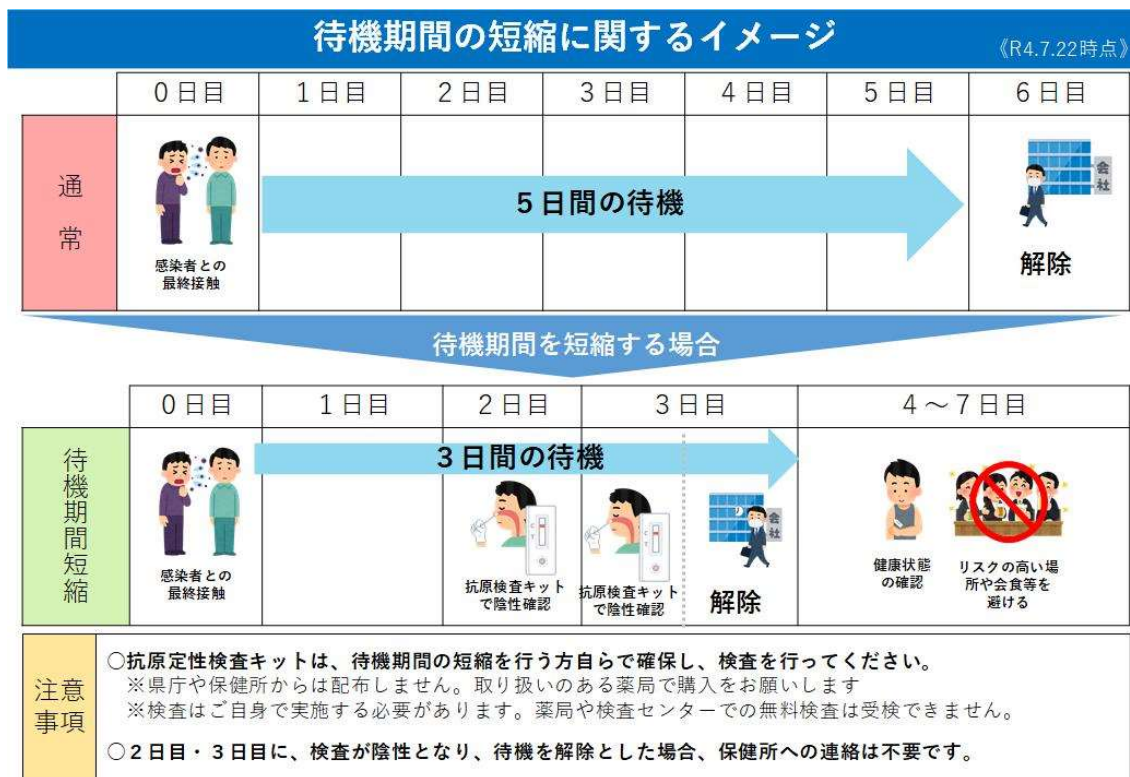 待機期間の短縮に関するイメージ
《R4.7.22時点》
０日目
１日目
２日目
３日目
４日目
５日目
６日目
通
常
感染者との
最終接触
５日間の待機
会
社
解除
待機期間を短縮する場合
０日目
１日目
２日目
３日目
４～７日目
待機期間短縮
感染者との
最終接触
３日間の待機
C
T
抗原検査キット
で陰性確認
C
T
抗原検査キット
で陰性確認
会
社
解除
健康状態
の確認
リスクの高い場
所や会食等を
避ける
注意
事項
○抗原定性検査キットは、待機期間の短縮を行う方自らで確保し、検査を行ってください。
※県庁や保健所からは配布しません。取り扱いのある薬局で購入をお願いします
※検査はご自身で実施する必要があります。薬局や検査センターでの無料検査は受検できません。
○２日目・３日目に、検査が陰性となり、待機を解除とした場合、保健所への連絡は不要です。